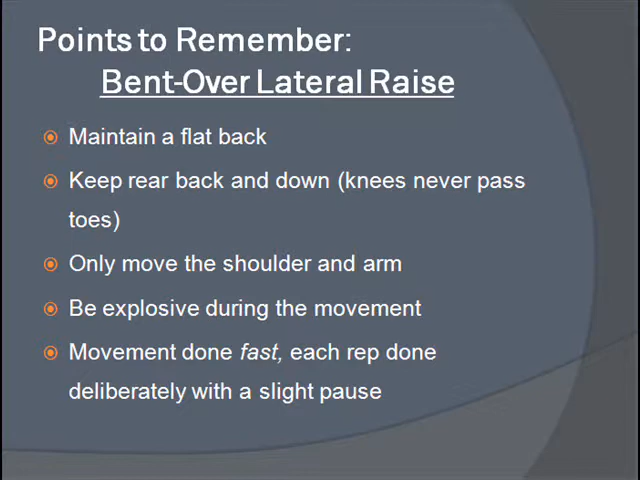 Points to Remember:
Bent-Over Lateral Raise
Maintain a flat back
Keep rear back and down (knees never pass
toes)
Only move the shoulder and arm
Be explosive during the movement
Movement done fast, each rep done
deliberately with a slight pause